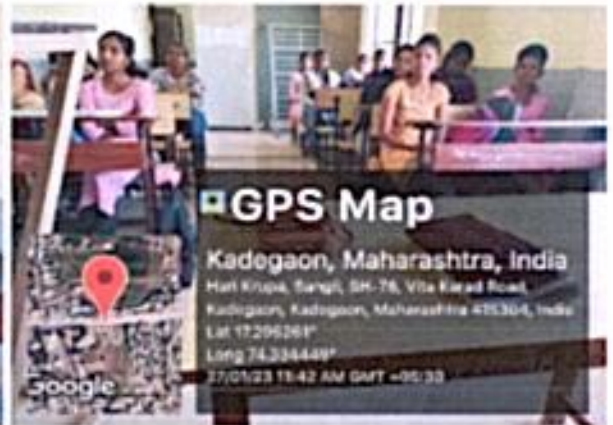 GPS Map
Kadegaon, Maharashtra, India
Hari Krupa, Sangli, SH-76, Vita Karad Road,
Kadegaon, Kadegaon, Maharashtra 415304, India
Lat 17.296261°
Long 74.334449°
27/01/23 11:42 AM GMT +05:30
Google